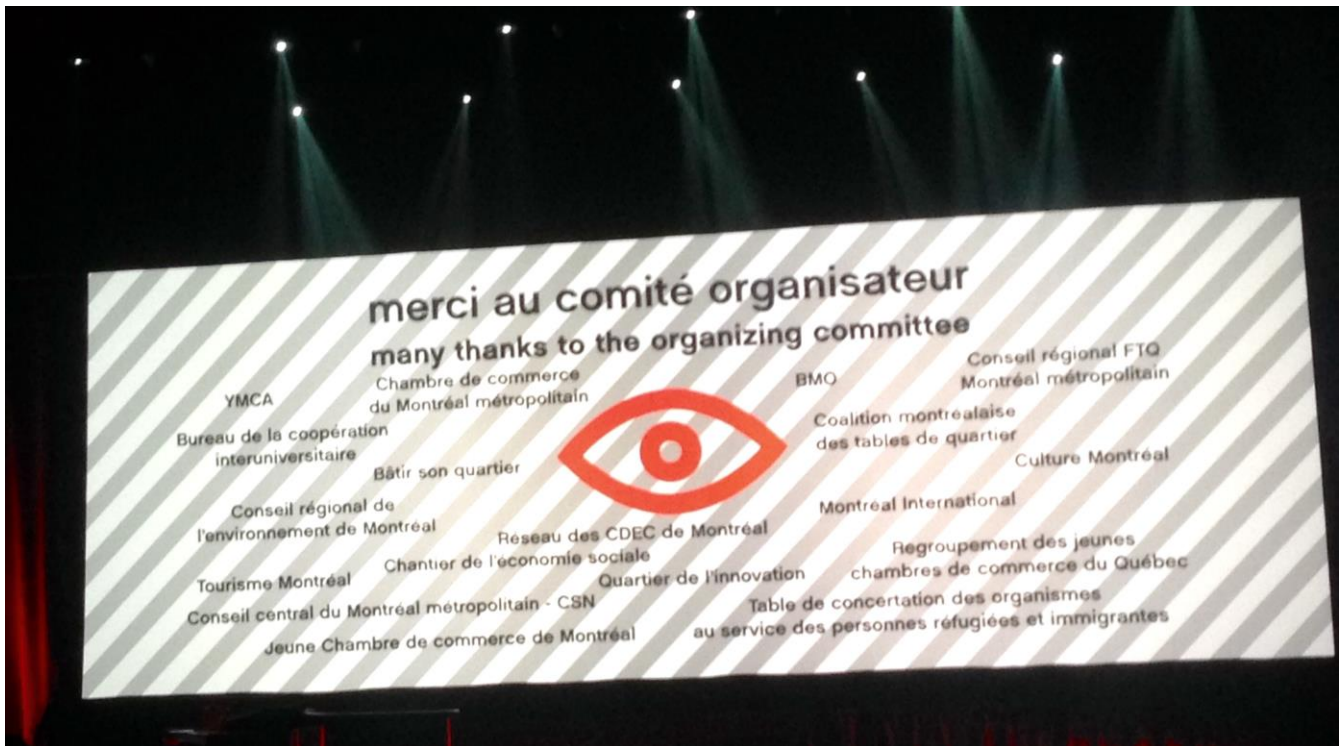 merci au comité organisateur
many thanks to the organizing committee
YMCA
Chambre de commerce
du Montréal métropolitain
BMO
Conseil régional FTQ
Montréal métropolitain
Bureau de la coopération
interuniversitaire
Coalition montréalaise
des tables de quartier
Bâtir son quartier
Culture Montréal
Conseil régional de
l'environnement de Montréal
Montréal International
Réseau des CDEC de Montréal
Chantier de l'économie sociale
Regroupement des jeunes
chambres de commerce du Québec
Tourisme Montréal
Quartier de l'innovation
Conseil central du Montréal métropolitain - CSN
Table de concertation des organismes
au service des personnes réfugiées et immigrantes
Jeune Chambre de commerce de Montréal